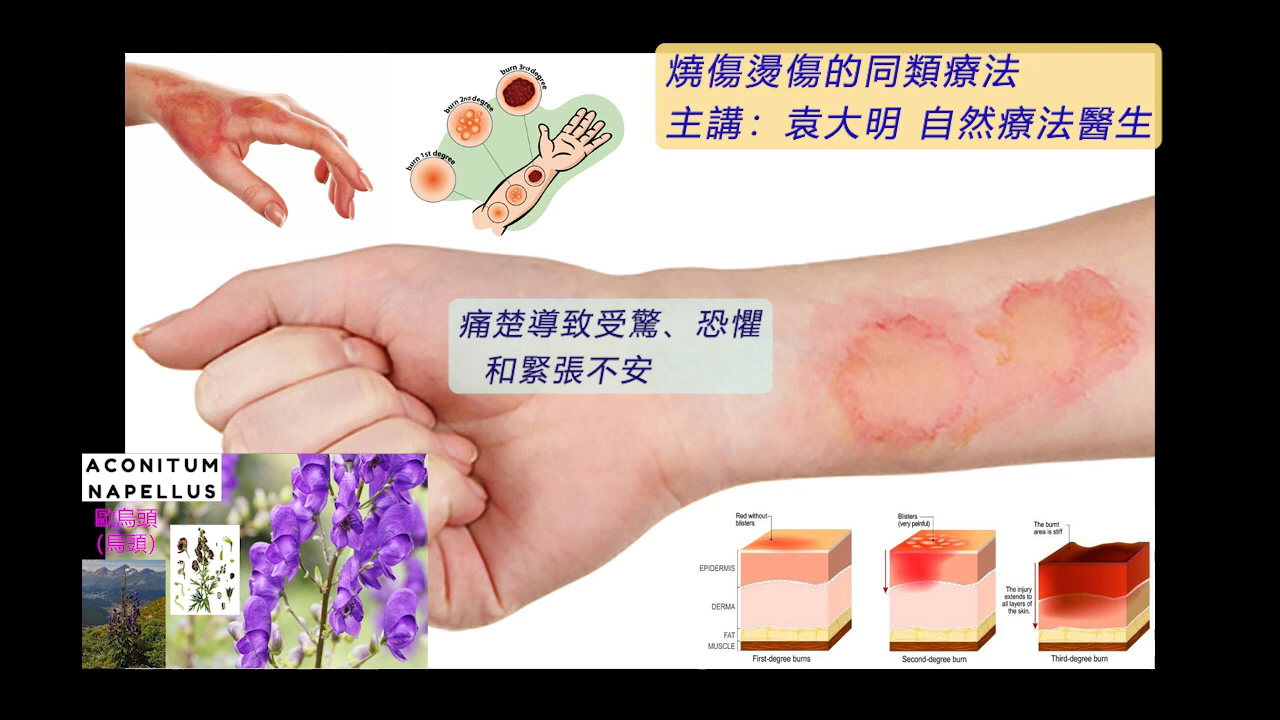 燒傷燙傷的同類療法
主講：袁大明 自然療法醫生
burn 3rd degree
burn 2nd degree
burn 1st degree
痛楚導致受驚、恐懼
和緊張不安
ACONITUM
NAPELLUS
歐烏頭
(烏頭)
Red without
blisters
EPIDERMIS
DERMA
FAT
MUSCLE
First-degree burns
Blisters
(very painful)
Second-degree burn
The burnt
area is stiff
The injury
extends to
all layers of
the skin.
Third-degree burn